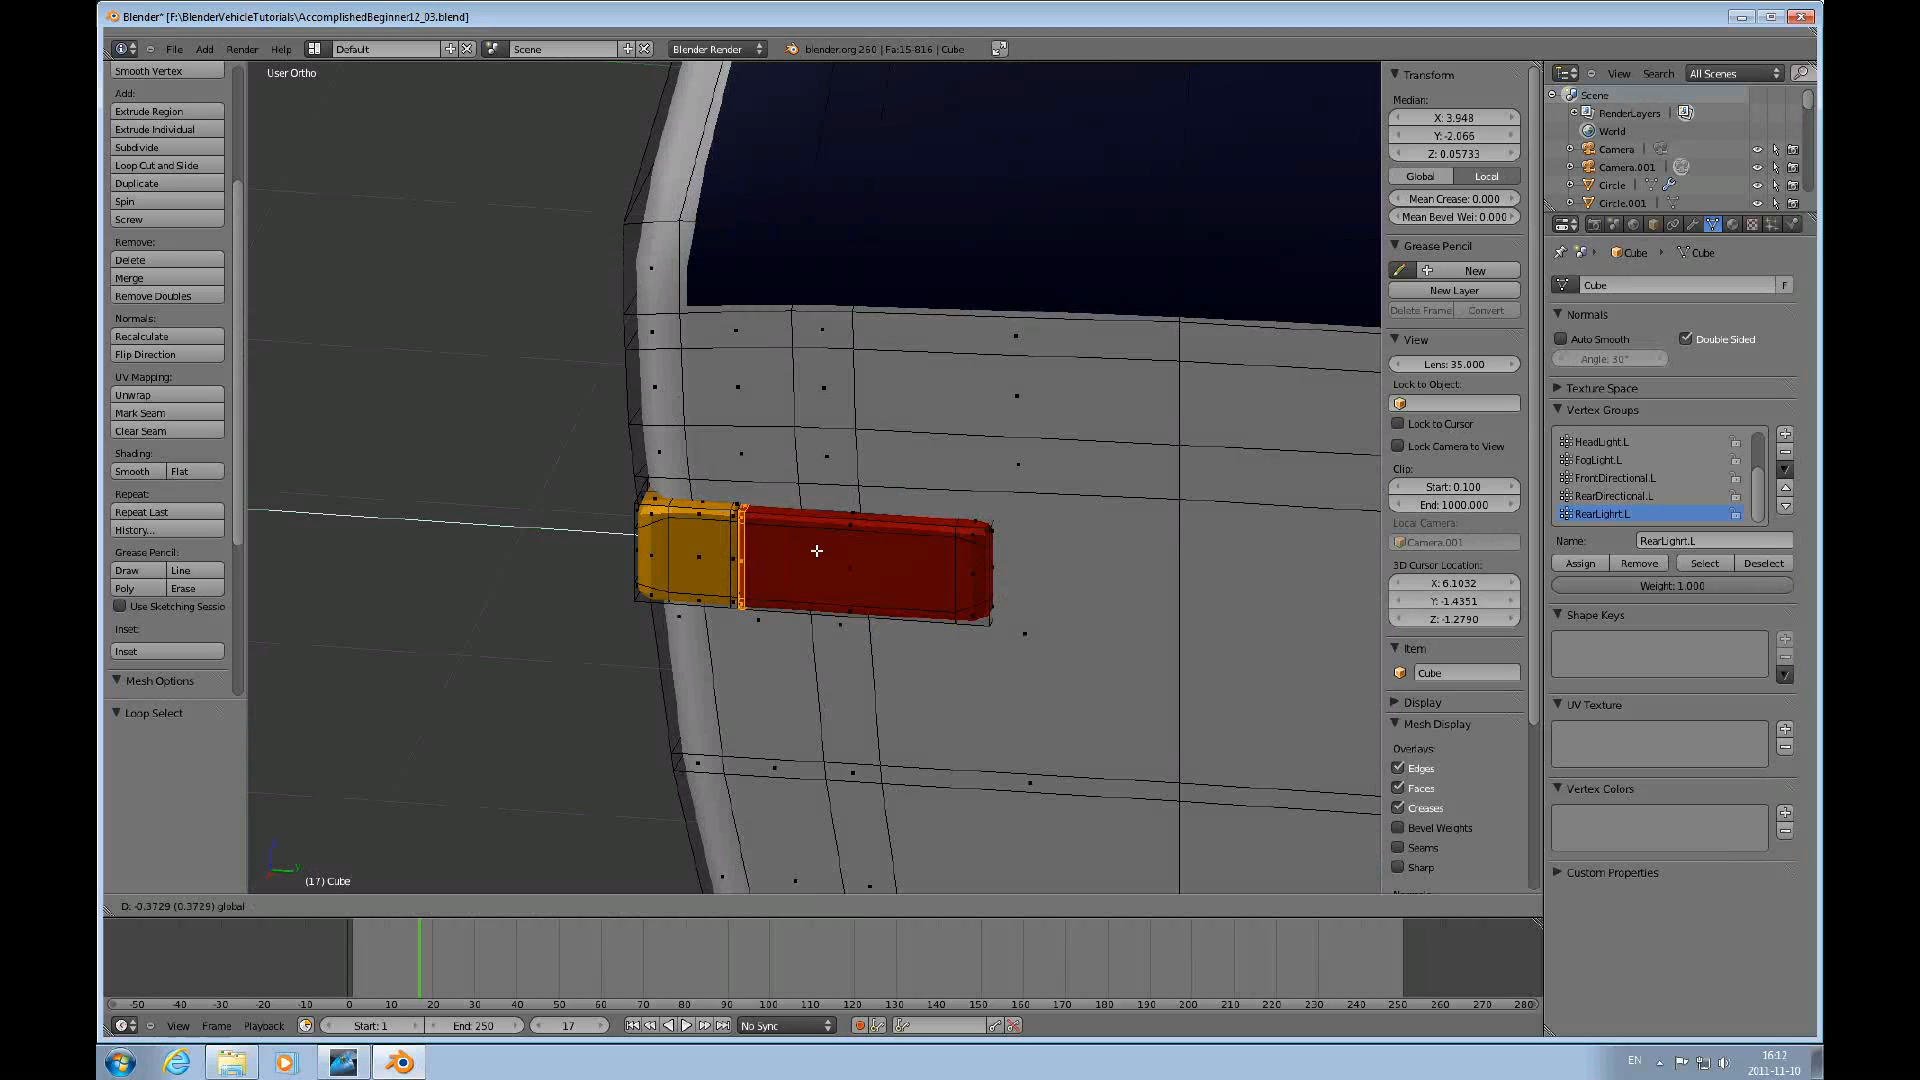 Blender* [F:\BlenderVehicleTutorials\AccomplishedBeginner12_03.blend]
File Add Render Help Default Scene Blender Render blender.org 260 | Fa:15-816 | Cube
View Search All Scenes
Smooth Vertex
Add:
Extrude Region
Extrude Individual
Subdivide
Loop Cut and Slide
Duplicate
Spin
Screw
Remove:
Delete
Merge
Remove Doubles
Normals:
Recalculate
Flip Direction
UV Mapping:
Unwrap
Mark Seam
Clear Seam
Shading:
Smooth Flat
Repeat:
Repeat Last
History...
Grease Pencil:
Draw Line
Poly Erase
Use Sketching Sessio
Inset:
Inset
Mesh Options
Loop Select
User Ortho
(17) Cube
D: -0.3729 (0.3729) global
Transform
Median:
X: 3.948
Y: -2.066
Z: 0.05733
Global Local
Mean Crease: 0.000
Mean Bevel Wei: 0.000
Grease Pencil
New
New Layer
Delete Frame Convert
View
Lens: 35.000
Lock to Object:
Lock to Cursor
Lock Camera to View
Clip:
Start: 0.100
End: 1000.000
Local Camera:
Camera.001
3D Cursor Location:
X: 6.1032
Y: -1.4351
Z: -1.2790
Item
Cube
Display
Mesh Display
Overlays:
Edges
Faces
Creases
Bevel Weights
Seams
Sharp
Scene
RenderLayers
World
Camera
Camera.001
Circle
Circle.001
Cube Cube
Cube F
Normals
Auto Smooth Double Sided
Angle: 30°
Texture Space
Vertex Groups
HeadLight.L
FogLight.L
FrontDirectional.L
RearDirectional.L
RearLighrt.L
Name: RearLighrt.L
Assign Remove Select Deselect
Weight: 1.000
Shape Keys
UV Texture
Vertex Colors
Custom Properties
-50 -40 -30 -20 -10 0 10 20 30 40 50 60 70 80 90 100 110 120 130 140 150 160 170 180 190 200 210 220 230 240 250 260 270 280
View Frame Playback Start: 1 End: 250 17 No Sync
EN 16:12
2011-11-10